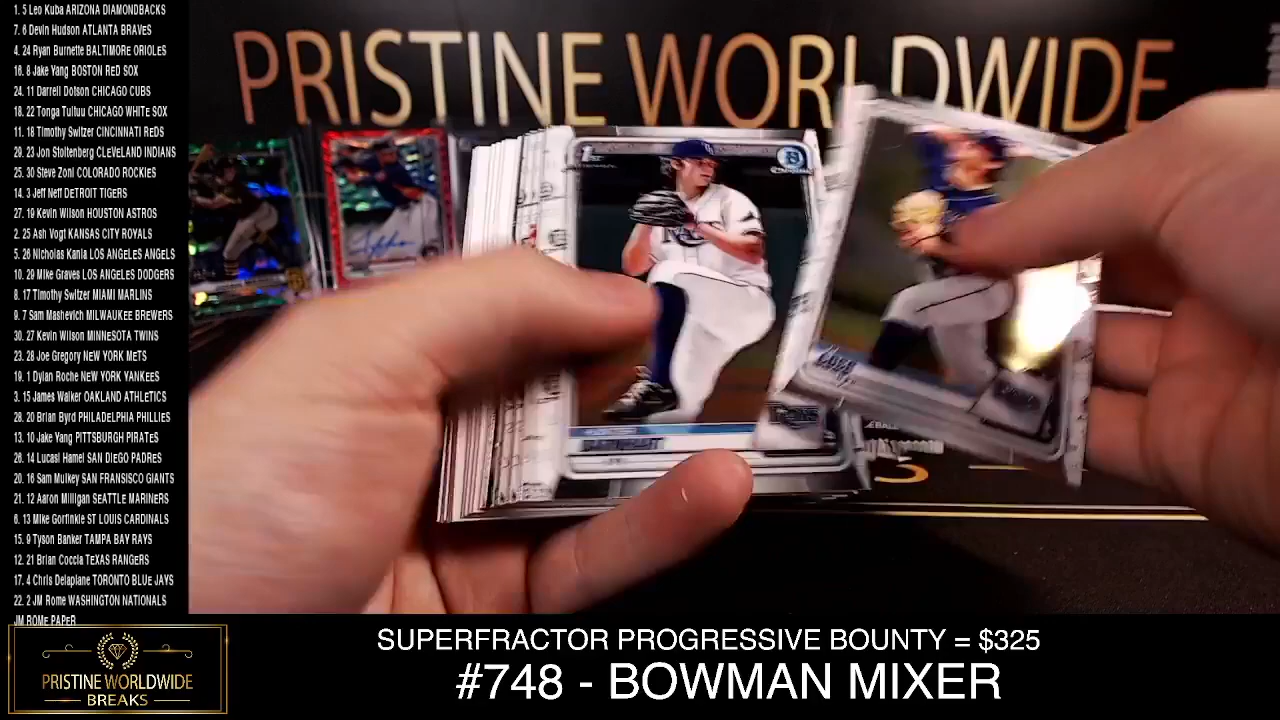 1. 5 Leo Kuba ARIZONA DIAMONDBACKS
7. 6 Devin Hudson ATLANTA BRAVeS
4. 24 Ryan Burnette BALTIMORE ORIOLES
16. 8 Jake Yang BOSTON ReD SOX
24. 11 Darrell Dotson CHICAGO CUBS
18. 22 Tonga Tuituu CHICAGO WHITe SOX
11. 18 Timothy Switzer CINCINNATI ReDS
29. 23 Jon Stoltenberg CLeVeLAND INDIANS
25. 30 Steve Zoni COLORADO ROCKIeS
14. 3 Jeff Neff DETROIT TIGERS
27. 19 Kevin Wilson HOUSTON ASTROS
2. 25 Ash Vogt KANSAS CITY ROYALS
5. 26 Nicholas Kania LOS ANGELES ANGELS
10. 29 Mike Graves LOS ANGELES DODGERS
8. 17 Timothy Switzer MIAMI MARLINS
9. 7 Sam Mashevich MILWAUKEE BReWeRS
30. 27 Kevin Wilson MINNeSOTA TWINS
23. 28 Joe Gregory NEW YORK METS
19. 1 Dylan Roche NEW YORK YANKEeS
3. 15 James Walker OAKLAND ATHLETICS
28. 20 Brian Byrd PHILADeLPHIA PHILLIES
13. 10 Jake Yang PITTSBURGH PIRATeS
26. 14 Lucasl Hamel SAN DIeGO PADRES
20. 16 Sam Mulkey SAN FRANSISCO GIANTS
21. 12 Aaron Milligan SEATTLE MARINERS
6. 13 Mike Gorfinkle ST LOUIS CARDINALS
15. 9 Tyson Banker TAMPA BAY RAYS
12. 21 Brian Coccia TeXAS RANGERS
17. 4 Chris Delaplane TORONTO BLUe JAYS
22. 2 JM Rome WASHINGTON NATIONALS
JM ROMe PAPeR
PRISTINE WORLDWIDE
1ST
PRISTINE WORLDWIDE
BREAKS
SUPERFRACTOR PROGRESSIVE BOUNTY = $325
#748 - BOWMAN MIXER